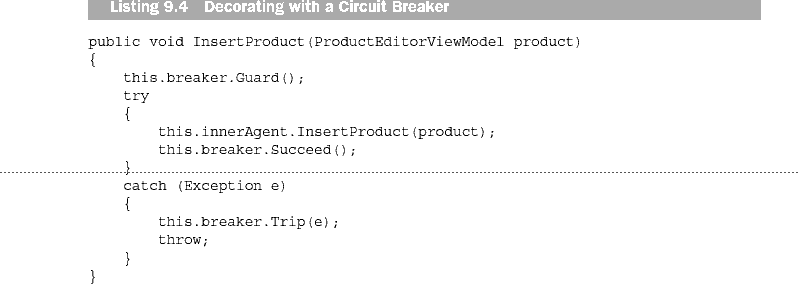 Listing 9.4 Decorating with a Circuit Breaker
public void InsertProduct(ProductEditorViewModel product)
{
    this.breaker.Guard();
    try
    {
        this.innerAgent.InsertProduct(product);
        this.breaker.Succeed();
    }
    catch (Exception e)
    {
        this.breaker.Trip(e);
        throw;
    }
}